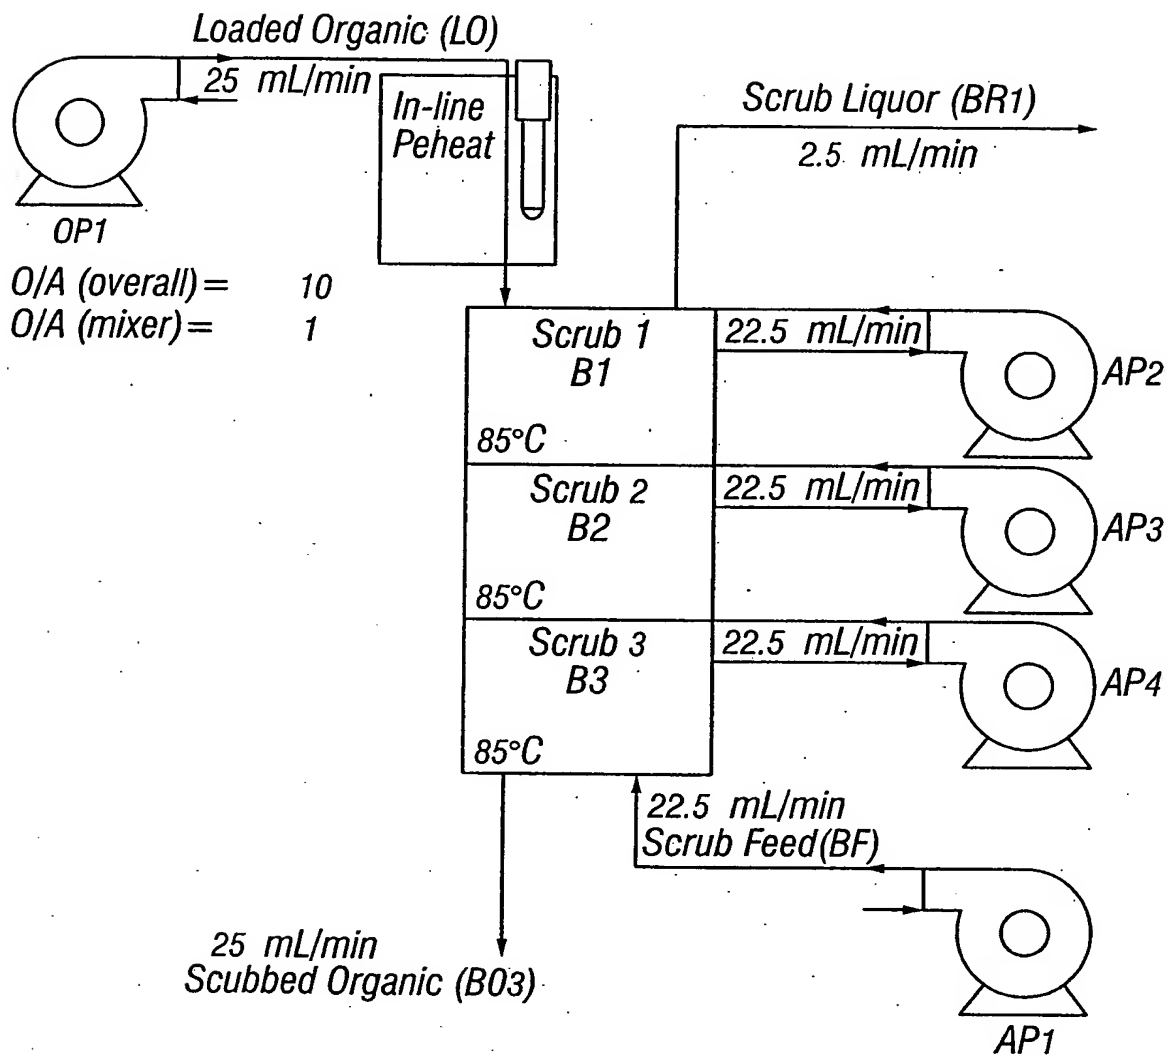 Loaded Organic (LO)
25 mL/min
In-line
Peheat
OP1
O/A (overall) = 10
O/A (mixer) = 1
Scrub Liquor (BR1)
2.5 mL/min
Scrub 1
B1
85°C
22.5 mL/min
AP2
Scrub 2
B2
85°C
22.5 mL/min
AP3
Scrub 3
B3
85°C
22.5 mL/min
AP4
22.5 mL/min
Scrub Feed(BF)
AP1
25 mL/min
Scubbed Organic (B03)